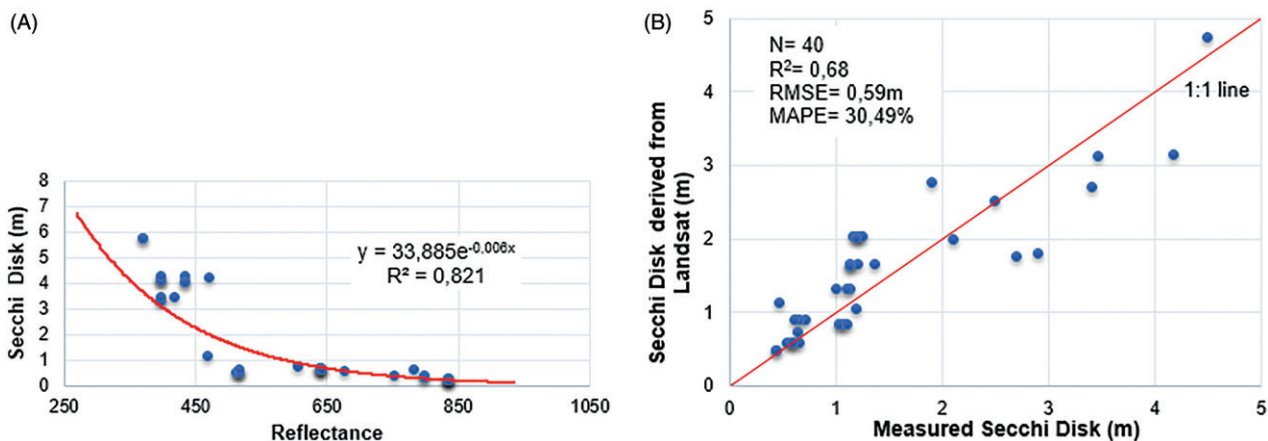 (A)
Secchi Disk (m)
8
7
6
5
4
3
2
1
0
y = 33,885e-0,006x
R² = 0,821
250 450 650 850 1050
Reflectance
(B)
Secchi Disk derived from
Landsat (m)
5
4
3
2
1
0
N= 40
R²= 0,68
RMSE= 0,59m
MAPE= 30,49%
1:1 line
0 1 2 3 4 5
Measured Secchi Disk (m)